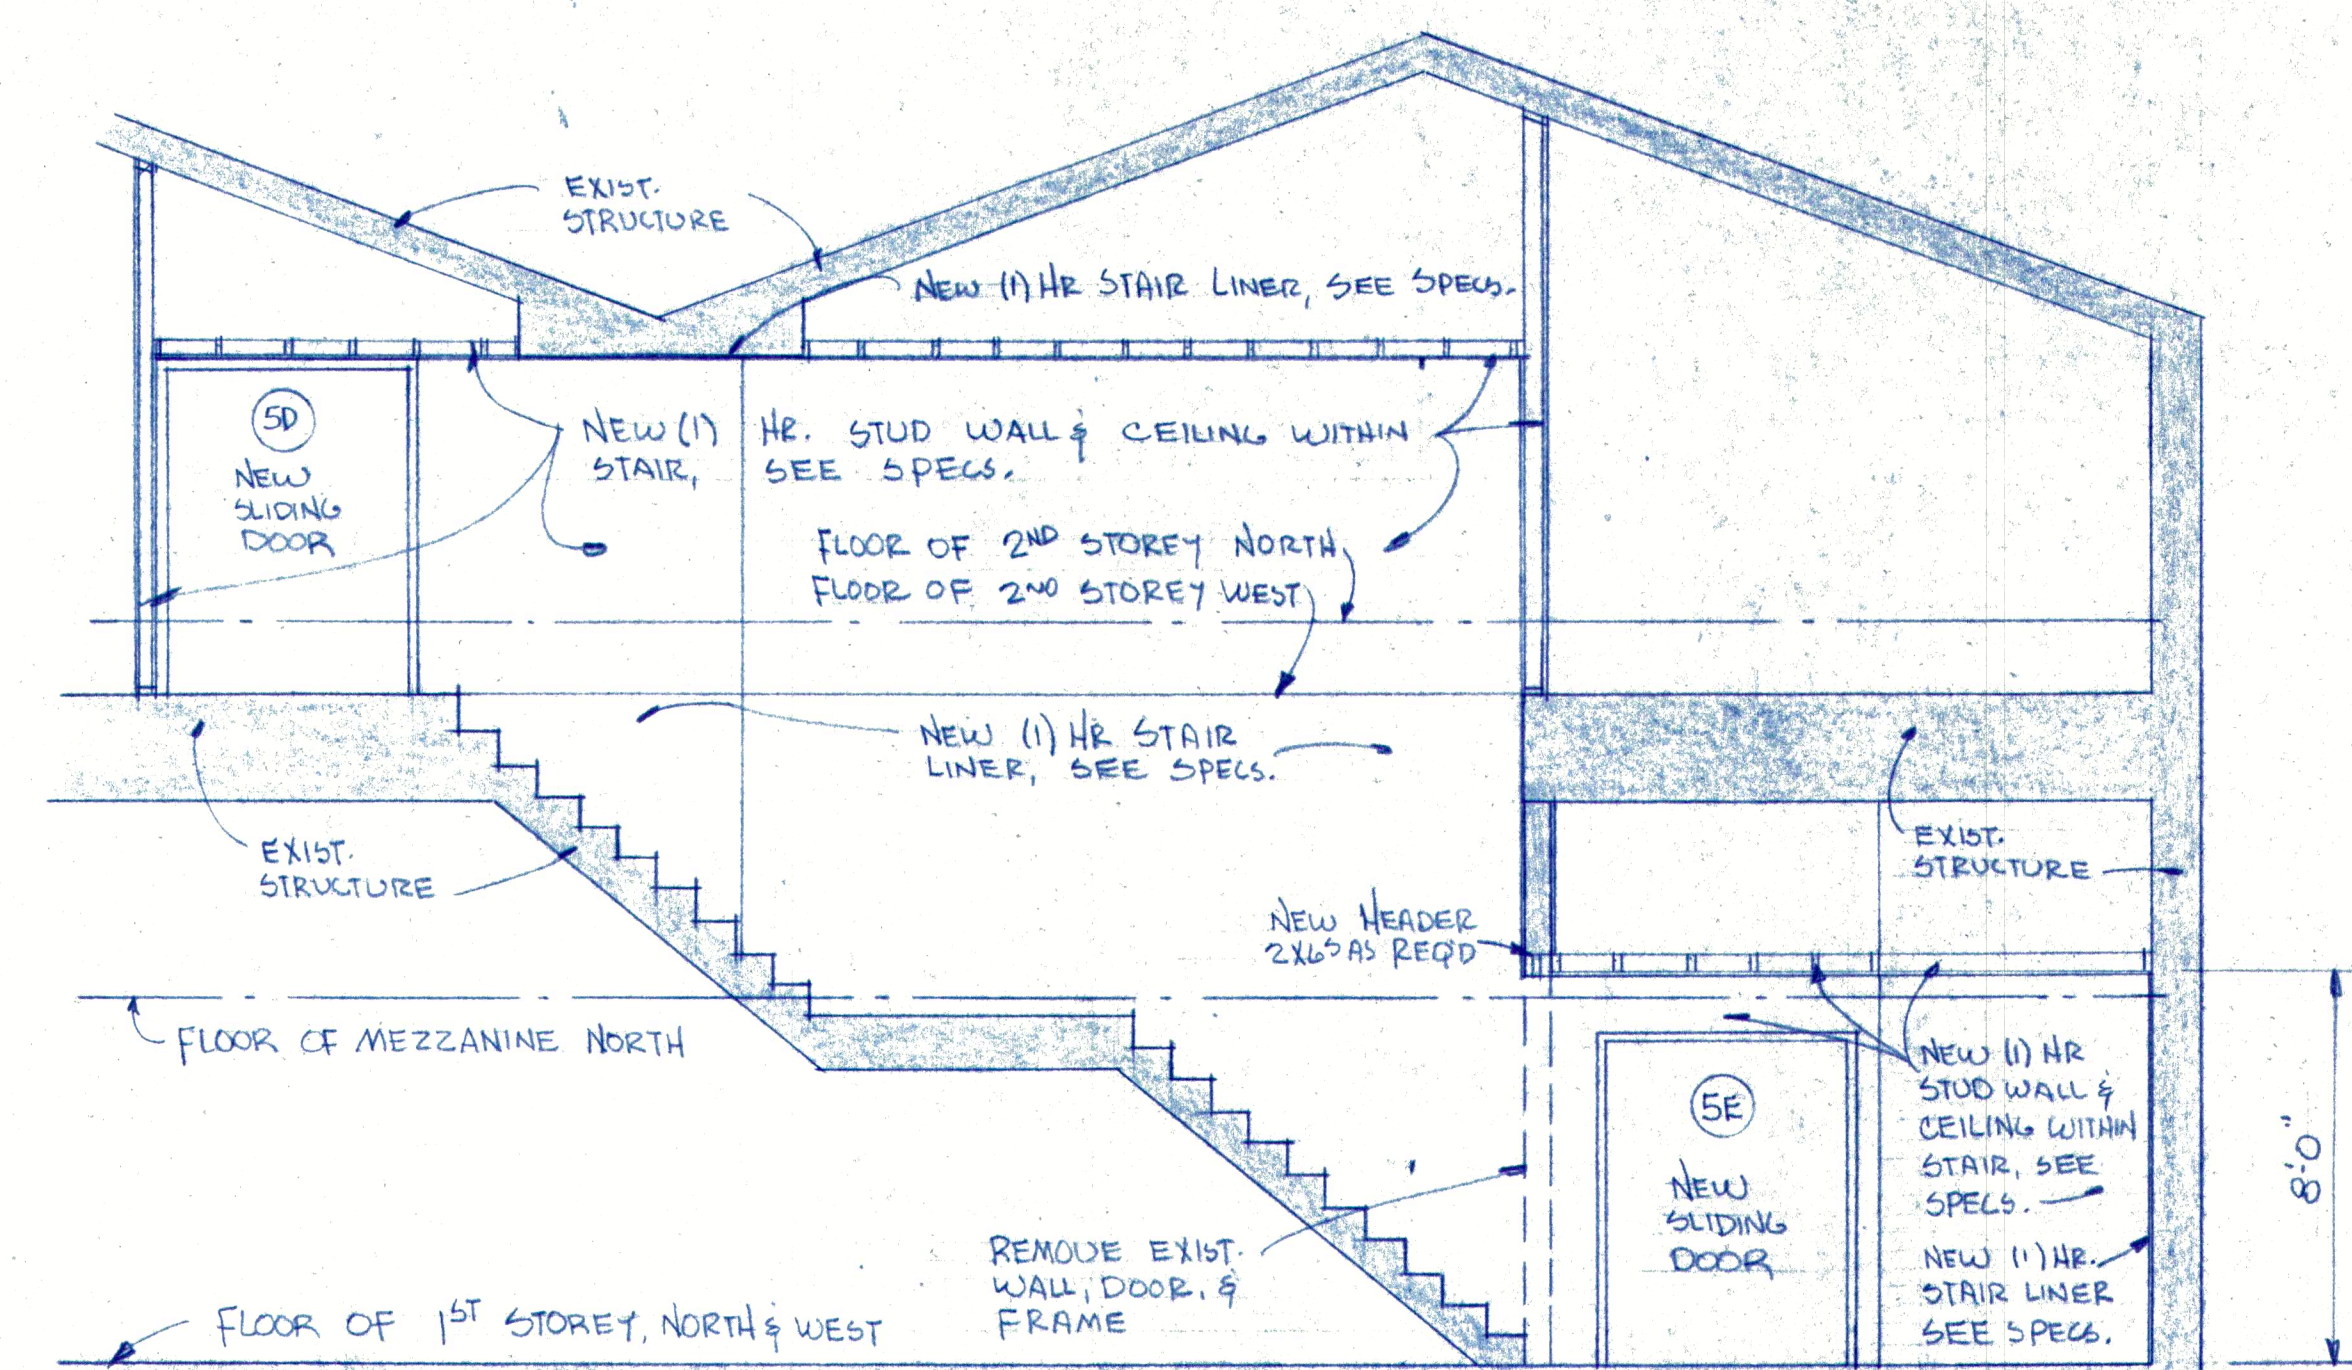 EXIST.
STRUCTURE
NEW (1) HR STAIR LINER, SEE SPECS.
5D
NEW
SLIDING
DOOR
NEW (1) HR. STUD WALL & CEILING WITHIN
STAIR, SEE SPECS.
FLOOR OF 2ND STOREY NORTH
FLOOR OF 2ND STOREY WEST
NEW (1) HR STAIR
LINER, SEE SPECS.
EXIST.
STRUCTURE
EXIST.
STRUCTURE
NEW HEADER
2X6S AS REQ'D
FLOOR OF MEZZANINE NORTH
5E
NEW
SLIDING
DOOR
NEW (1) HR
STUD WALL &
CEILING WITHIN
STAIR, SEE
SPECS.
NEW (1) HR.
STAIR LINER
SEE SPECS.
8'-0"
REMOVE EXIST.
WALL, DOOR, &
FRAME
FLOOR OF 1ST STOREY, NORTH & WEST